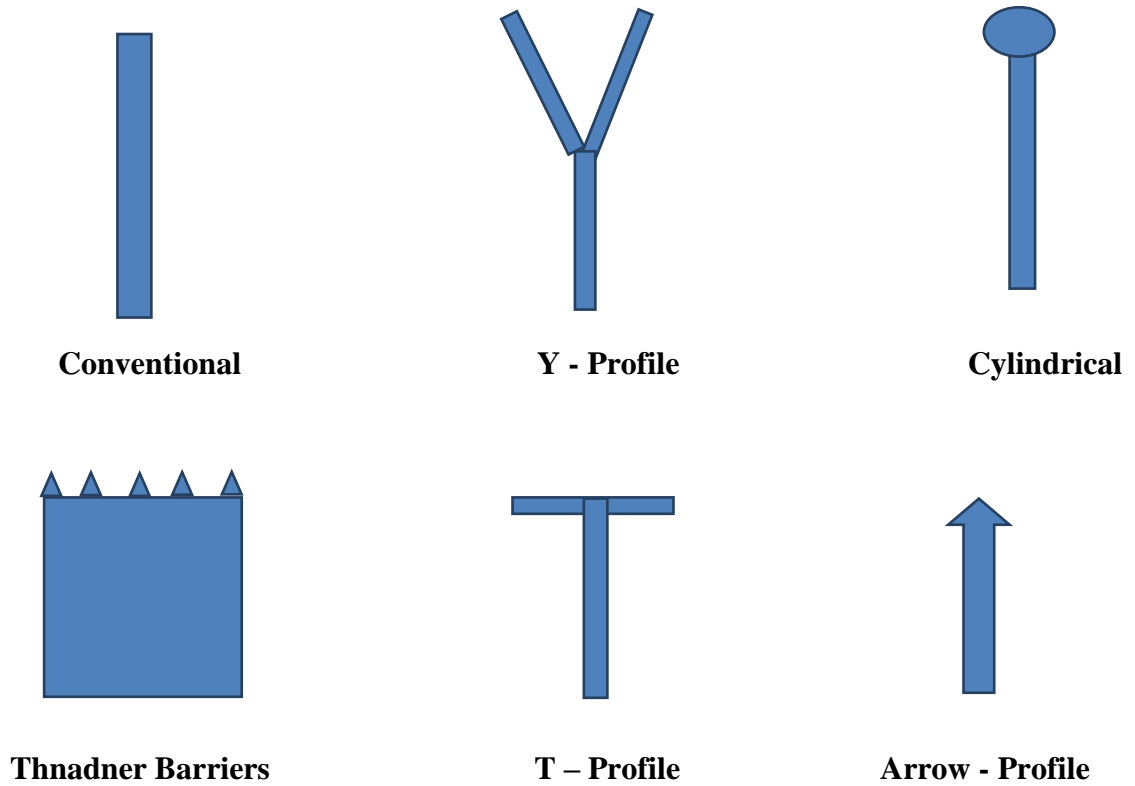 Conventional
Y - Profile
Cylindrical
Thnadner Barriers
T – Profile
Arrow - Profile